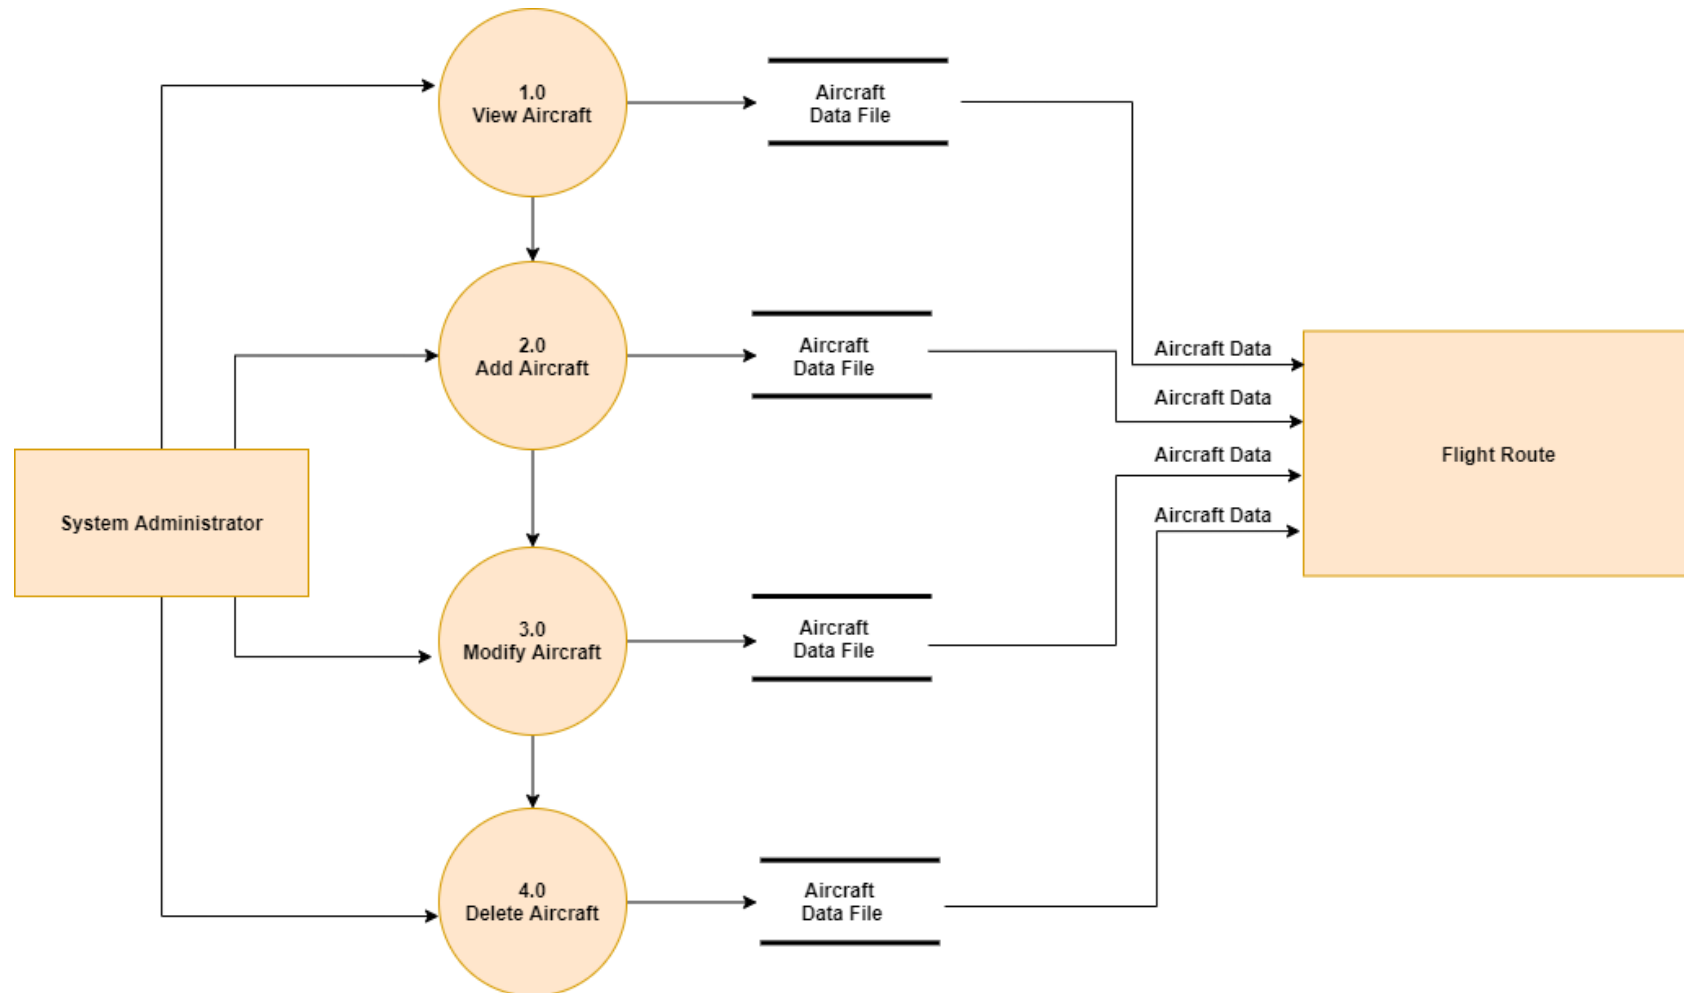 1.0
View Aircraft
Aircraft
Data File
2.0
Add Aircraft
Aircraft
Data File
Aircraft Data
Aircraft Data
Aircraft Data
Aircraft Data
Flight Route
System Administrator
3.0
Modify Aircraft
Aircraft
Data File
4.0
Delete Aircraft
Aircraft
Data File